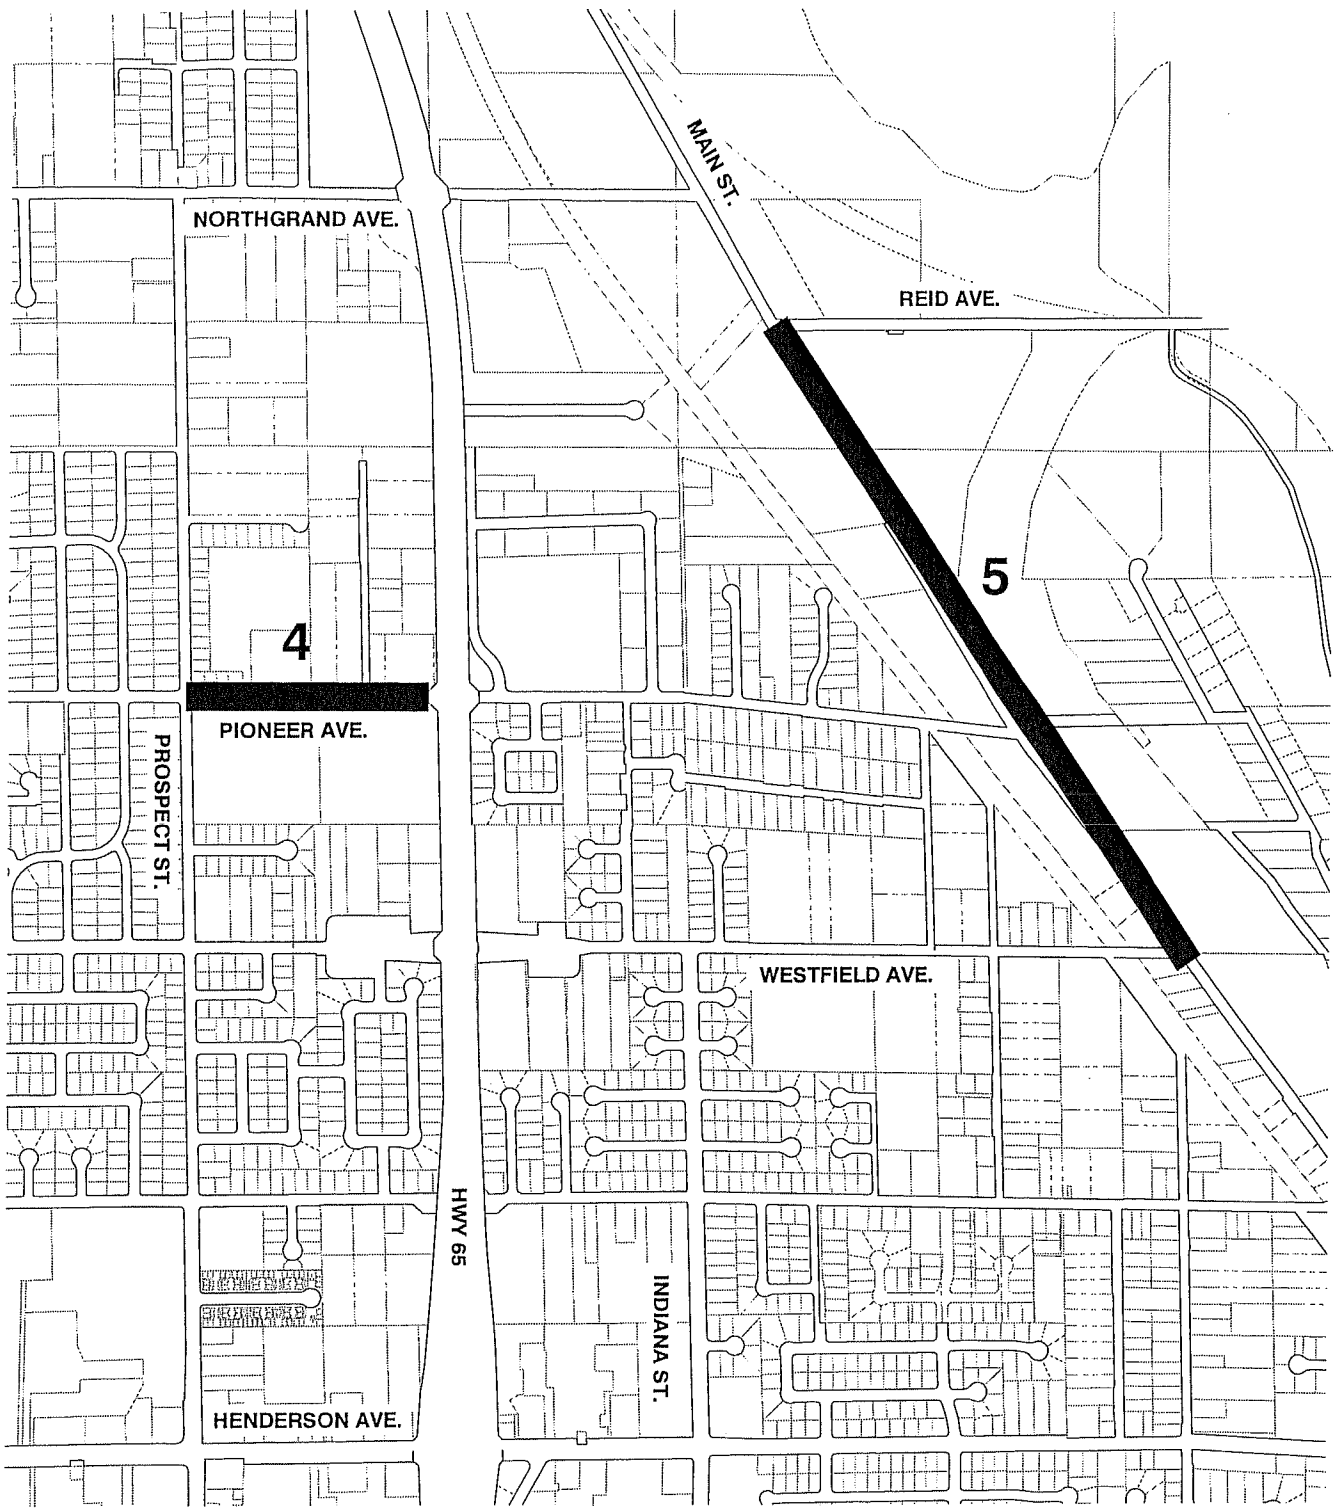 MAIN ST.
NORTHGRAND AVE.
REID AVE.
5
4
PIONEER AVE.
PROSPECT ST.
WESTFIELD AVE.
HWY 65
INDIANA ST.
HENDERSON AVE.